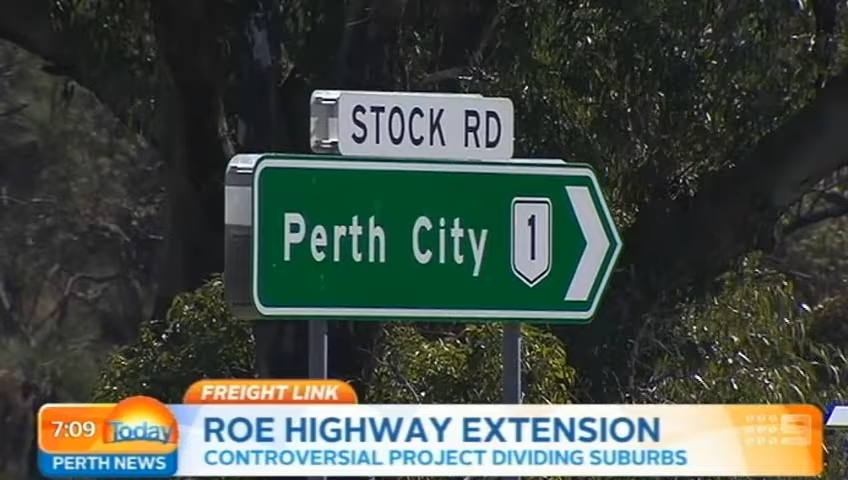 STOCK RD
Perth City 1
FREIGHT LINK
7:09 Today
ROE HIGHWAY EXTENSION
PERTH NEWS
CONTROVERSIAL PROJECT DIVIDING SUBURBS
9